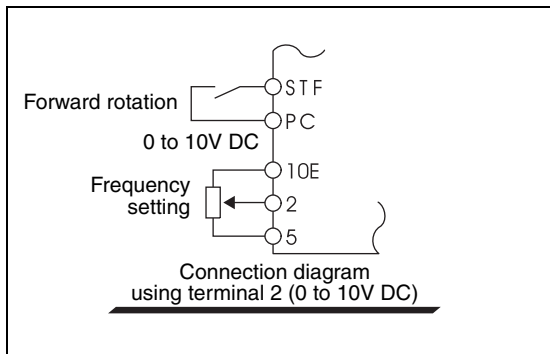 STF
Forward rotation
PC
0 to 10V DC
10E
Frequency
setting
2
5
Connection diagram
using terminal 2 (0 to 10V DC)